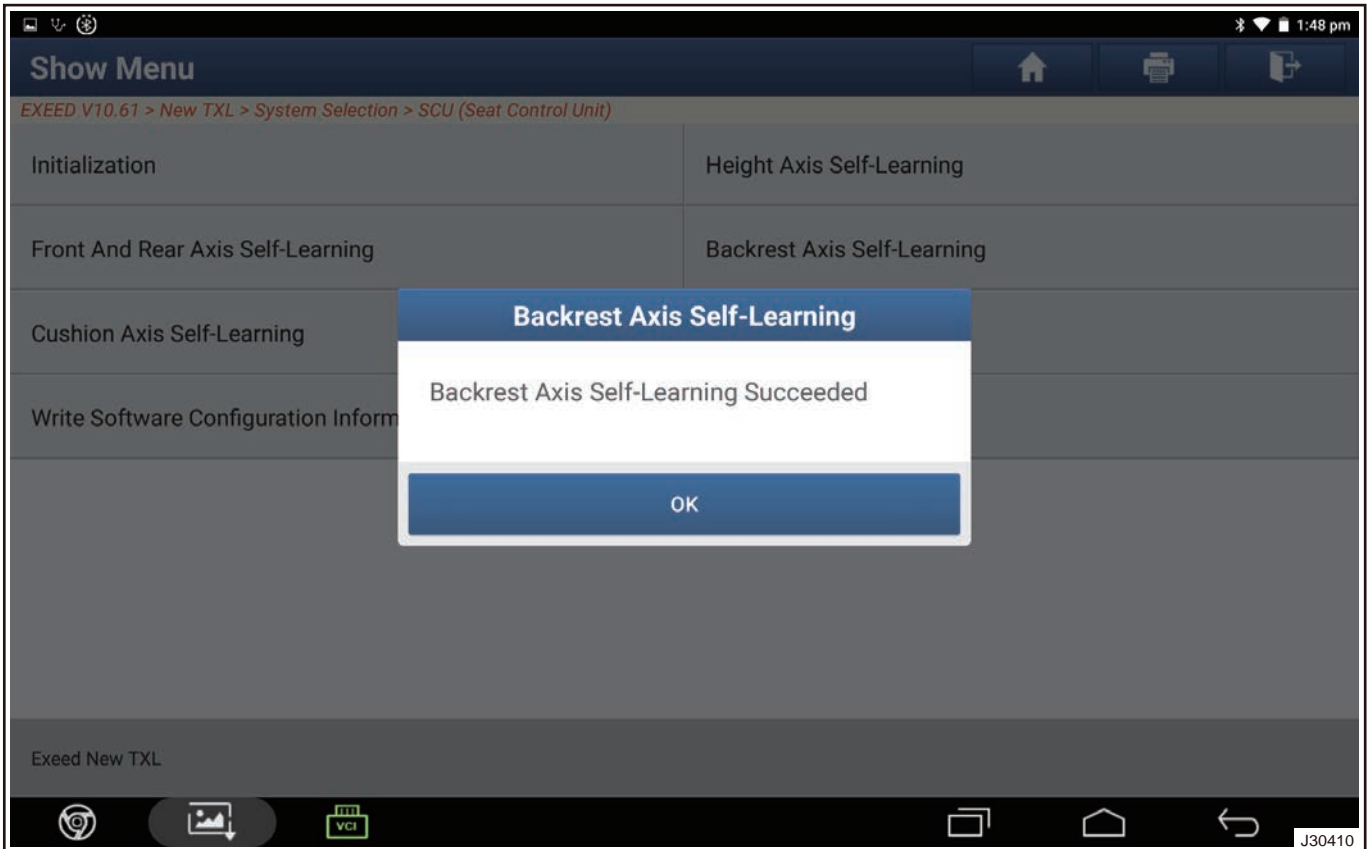 1:48 pm
Show Menu
EXEED V10.61 > New TXL > System Selection > SCU (Seat Control Unit)
Initialization
Height Axis Self-Learning
Front And Rear Axis Self-Learning
Backrest Axis Self-Learning
Cushion Axis Self-Learning
Write Software Configuration Inform
Backrest Axis Self-Learning
Backrest Axis Self-Learning Succeeded
OK
Exeed New TXL
VCI
J30410